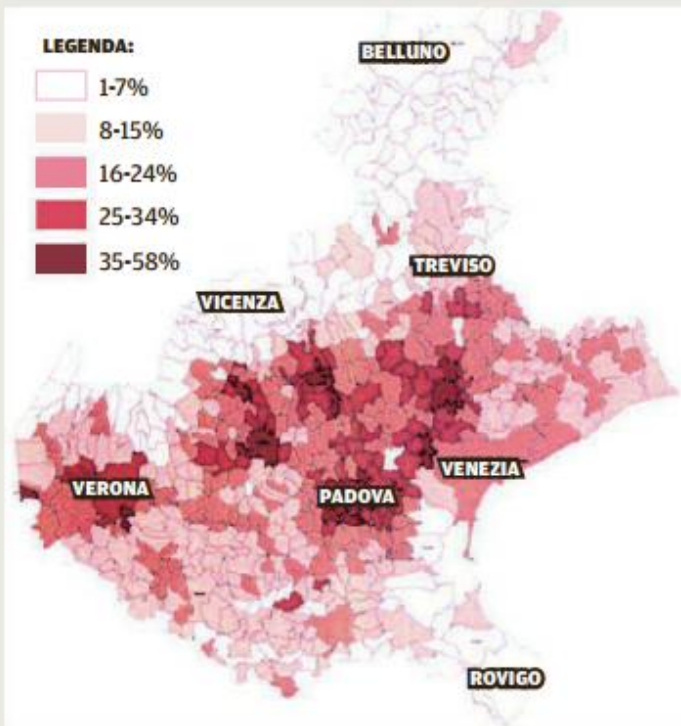 LEGENDA:
1-7%
8-15%
16-24%
25-34%
35-58%
BELLUNO
TREVISO
VICENZA
VENEZIA
VERONA
PADOVA
ROVIGO